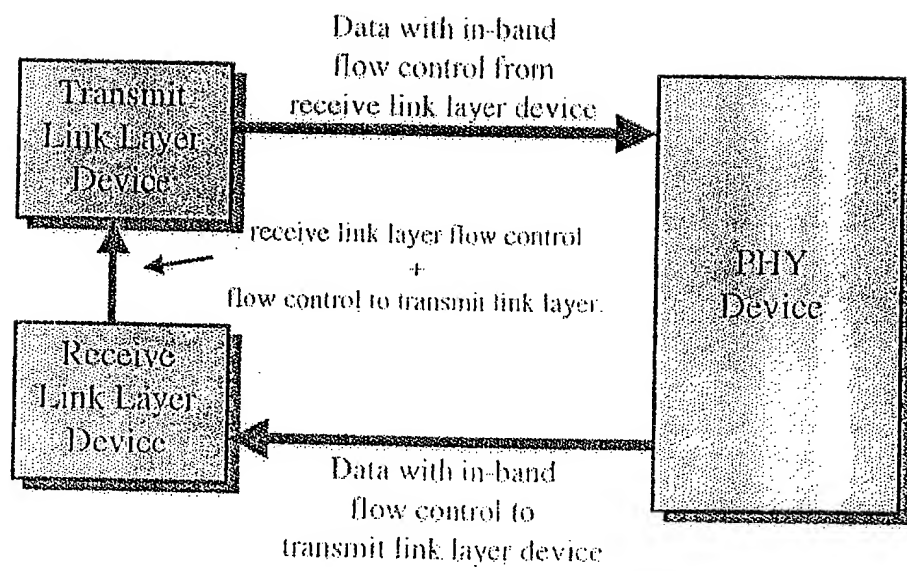 Data with in-band
flow control from
receive link layer device
Transmit
Link Layer
Device
receive link layer flow control
+
flow control to transmit link layer.
PHY
Device
Receive
Link Layer
Device
Data with in-band
flow control to
transmit link layer device